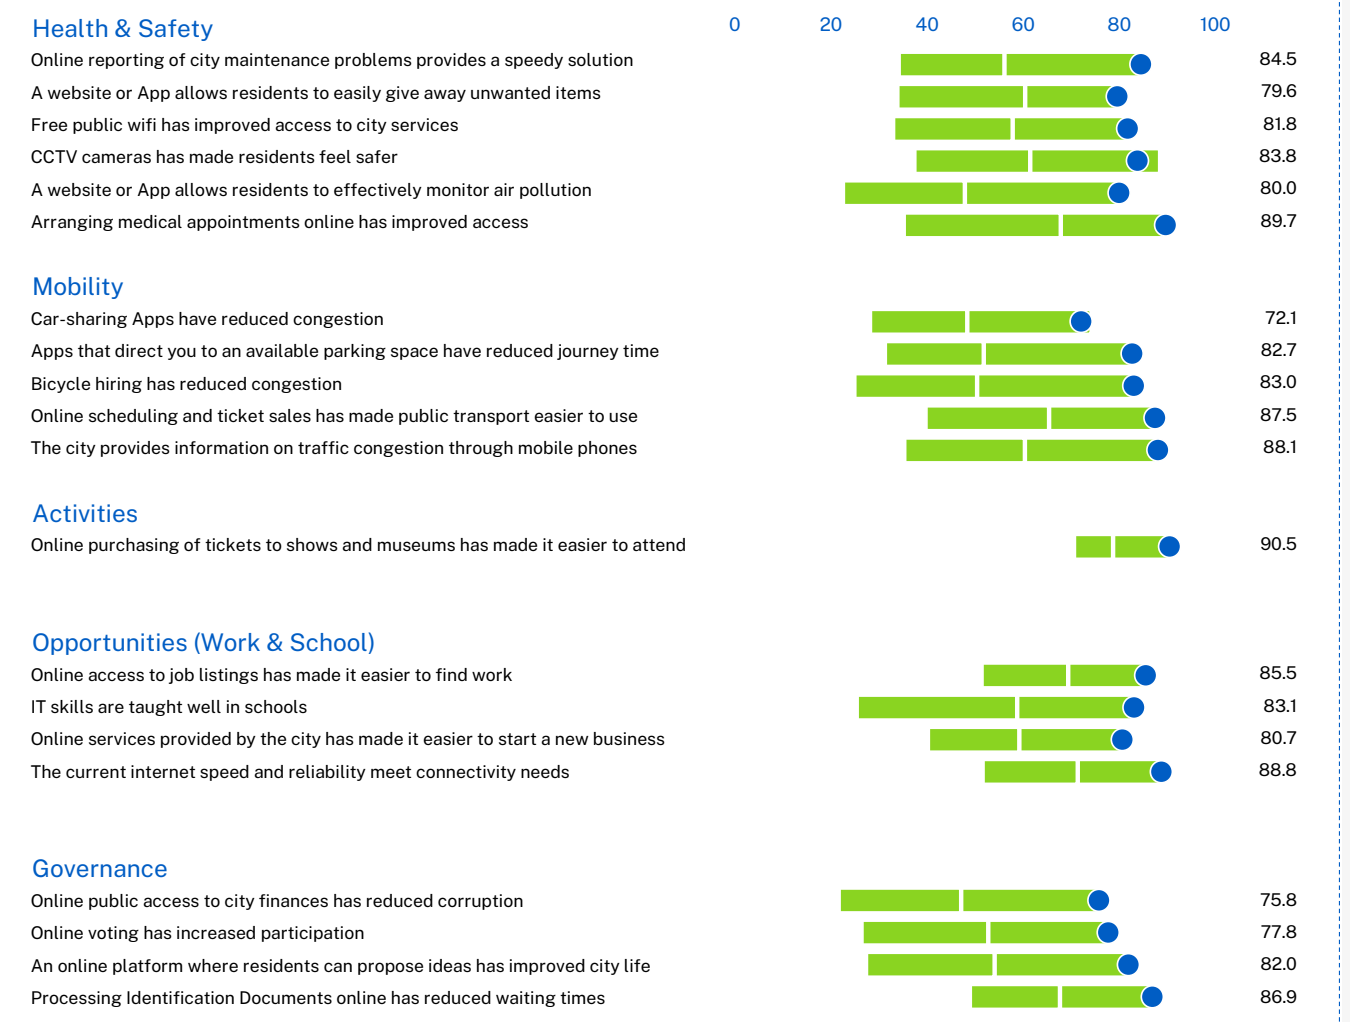 Health & Safety 0 20 40 60 80 100
Online reporting of city maintenance problems provides a speedy solution 84.5
A website or App allows residents to easily give away unwanted items 79.6
Free public wifi has improved access to city services 81.8
CCTV cameras has made residents feel safer 83.8
A website or App allows residents to effectively monitor air pollution 80.0
Arranging medical appointments online has improved access 89.7
Mobility
Car-sharing Apps have reduced congestion 72.1
Apps that direct you to an available parking space have reduced journey time 82.7
Bicycle hiring has reduced congestion 83.0
Online scheduling and ticket sales has made public transport easier to use 87.5
The city provides information on traffic congestion through mobile phones 88.1
Activities
Online purchasing of tickets to shows and museums has made it easier to attend 90.5
Opportunities (Work & School)
Online access to job listings has made it easier to find work 85.5
IT skills are taught well in schools 83.1
Online services provided by the city has made it easier to start a new business 80.7
The current internet speed and reliability meet connectivity needs 88.8
Governance
Online public access to city finances has reduced corruption 75.8
Online voting has increased participation 77.8
An online platform where residents can propose ideas has improved city life 82.0
Processing Identification Documents online has reduced waiting times 86.9